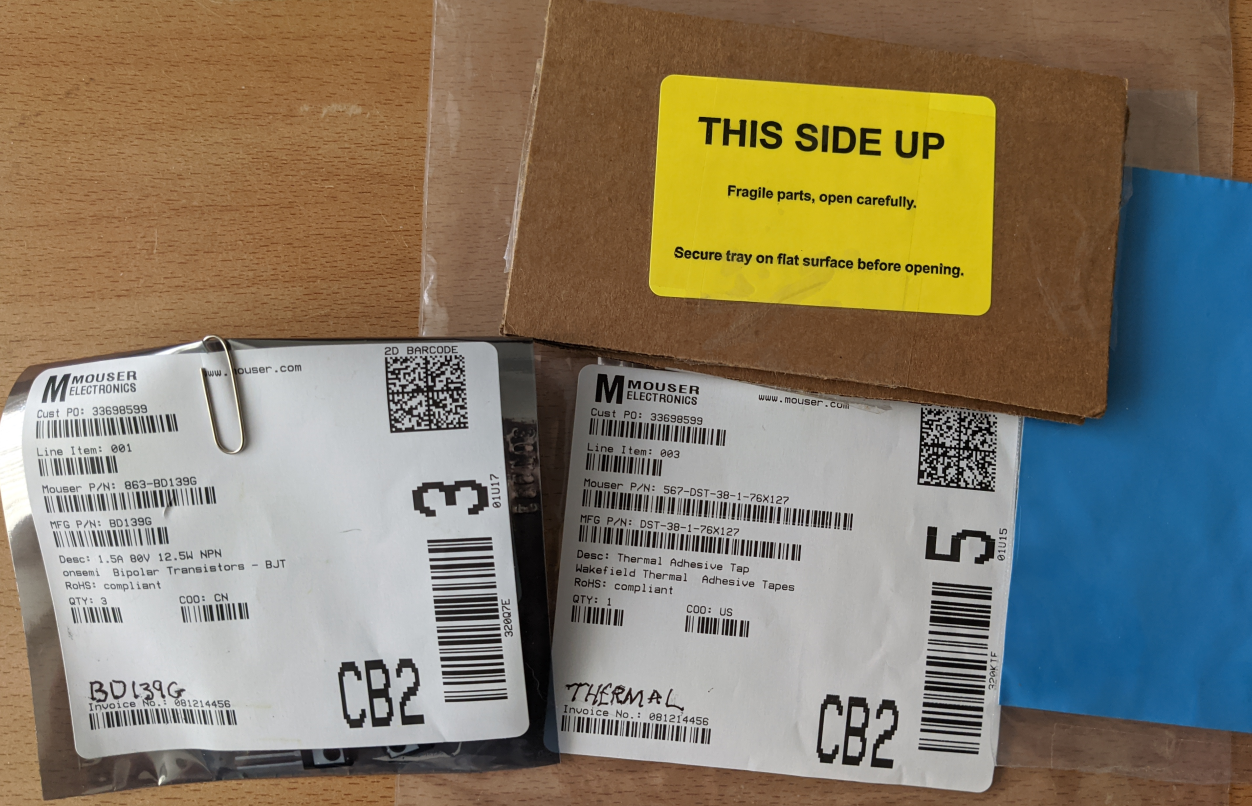 THIS SIDE UP
Fragile parts, open carefully.
Secure tray on flat surface before opening.
MOUSER
ELECTRONICS
www.mouser.com
2D BARCODE
Cust PO: 33698599
Line Item: 001
Mouser P/N: 863-BD139G
MFG P/N: BD139G
Desc: 1.5A 80V 12.5W NPN
onsemi Bipolar Transistors - BJT
RoHS: compliant
QTY: 3
COO: CN
3
01U17
320Q7E
BD139G
Invoice No.: 081214456
CB2
MOUSER
ELECTRONICS
www.mouser.com
Cust PO: 33698599
Line Item: 003
Mouser P/N: 567-DST-38-1-76X127
MFG P/N: DST-38-1-76X127
Desc: Thermal Adhesive Tap
Wakefield Thermal Adhesive Tapes
RoHS: compliant
QTY: 1
COO: US
5
01U15
320KTF
THERMAL
Invoice No.: 081214456
CB2